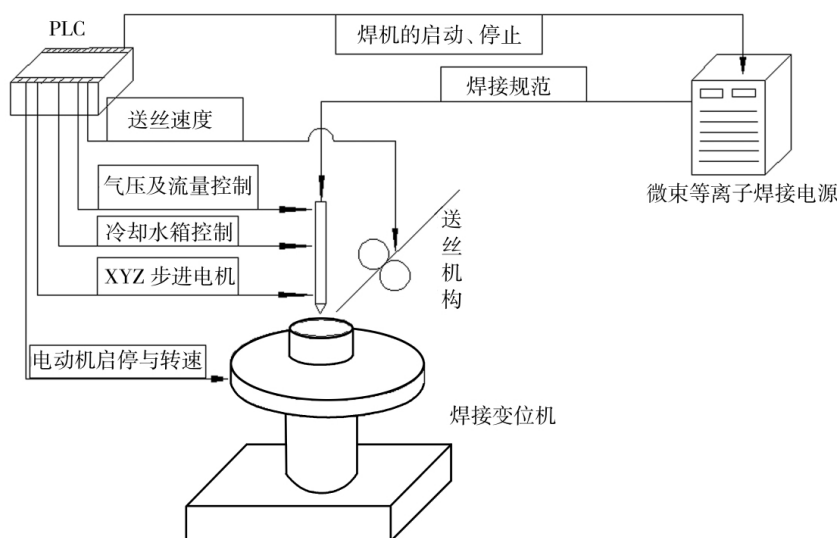 PLC
焊机的启动、停止
焊接规范
送丝速度
气压及流量控制
冷却水箱控制
XYZ 步进电机
电动机启停与转速
送丝机构
微束等离子焊接电源
焊接变位机